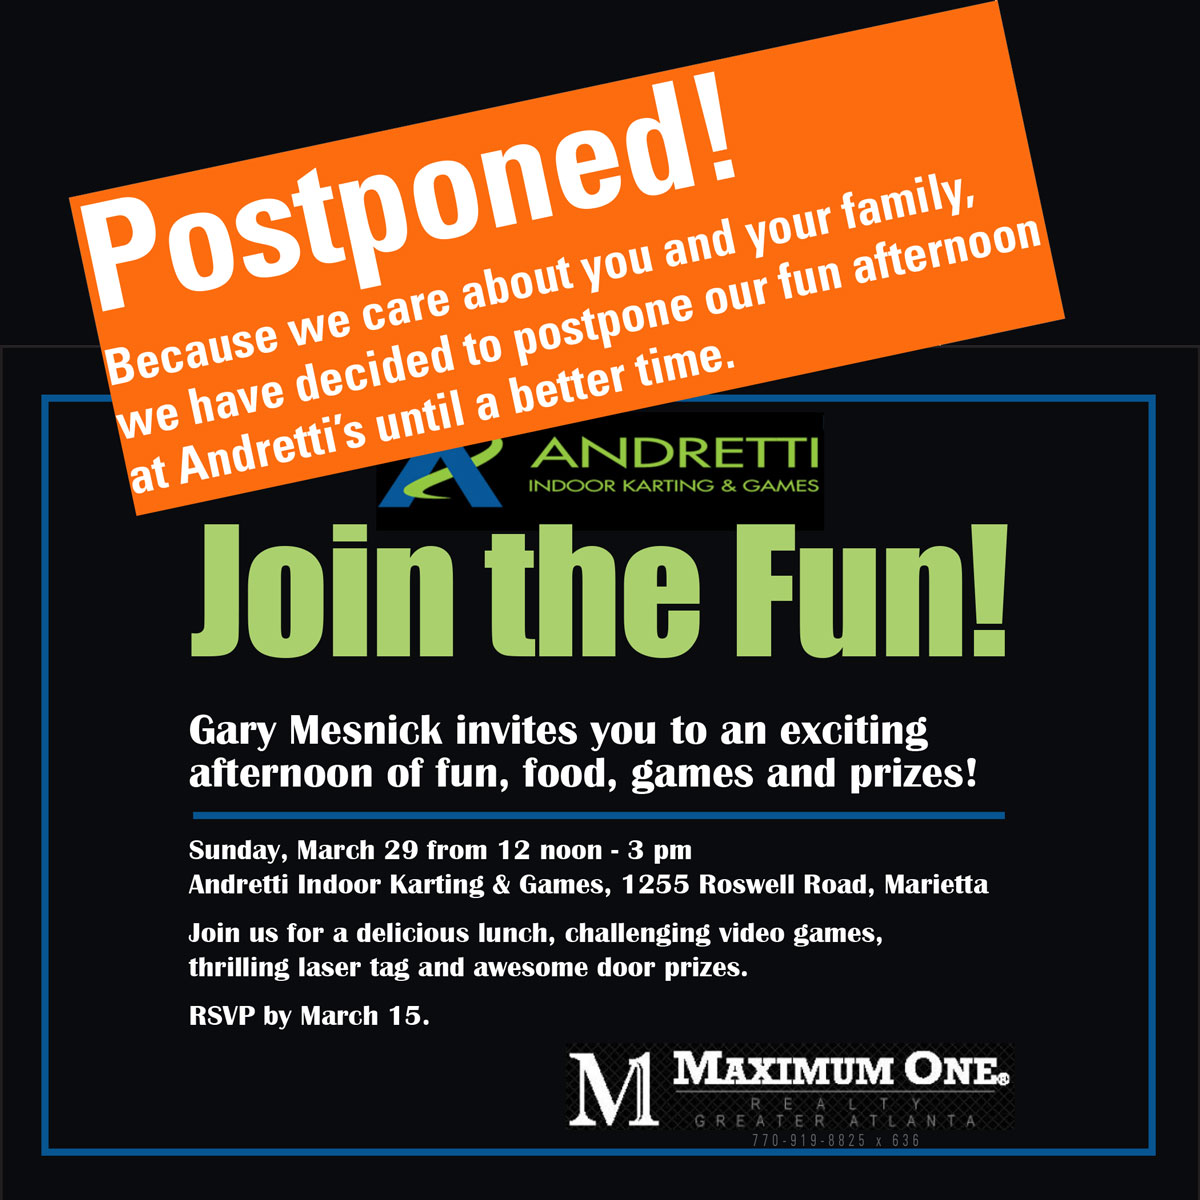 Postponed!
Because we care about you and your family,
we have decided to postpone our fun afternoon
at Andretti's until a better time.
ANDRETTI
INDOOR KARTING & GAMES
Join the Fun!
Gary Mesnick invites you to an exciting
afternoon of fun, food, games and prizes!
Sunday, March 29 from 12 noon - 3 pm
Andretti Indoor Karting & Games, 1255 Roswell Road, Marietta
Join us for a delicious lunch, challenging video games,
thrilling laser tag and awesome door prizes.
RSVP by March 15.
M1 MAXIMUM ONE®
REALTY
GREATER ATLANTA
770-919-8825 x 636